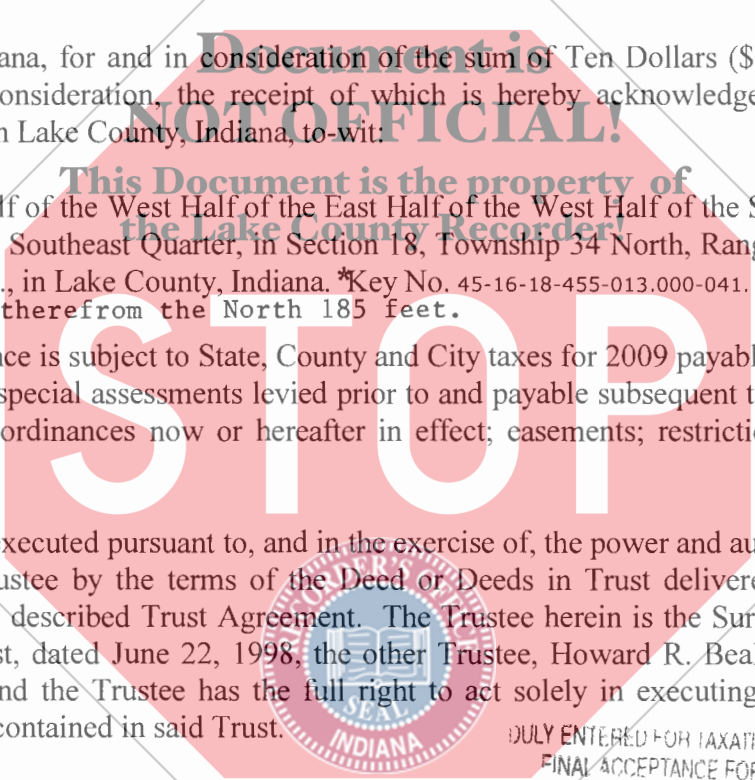 Document is
iana, for and in consideration of the sum of Ten Dollars ($
onsideration, the receipt of which is hereby acknowledge
NOT OFFICIAL!
n Lake County, Indiana, to-wit:
This Document is the property of
lf of the West Half of the East Half of the West Half of the S
the Lake County Recorder!
Southeast Quarter, in Section 18, Township 34 North, Rang
., in Lake County, Indiana. *Key No. 45-16-18-455-013.000-041.
therefrom the North 185 feet.
STOP
nce is subject to State, County and City taxes for 2009 payabl
special assessments levied prior to and payable subsequent t
ordinances now or hereafter in effect; easements; restricti
executed pursuant to, and in the exercise of, the power and au
ustee by the terms of the Deed or Deeds in Trust delivere
described Trust Agreement. The Trustee herein is the Sur
st, dated June 22, 1998, the other Trustee, Howard R. Bea
nd the Trustee has the full right to act solely in executing
contained in said Trust.
RECORDER'S OFFICE
SEAL
INDIANA
DULY ENTERED FOR TAXATI
FINAL ACCEPTANCE FOR